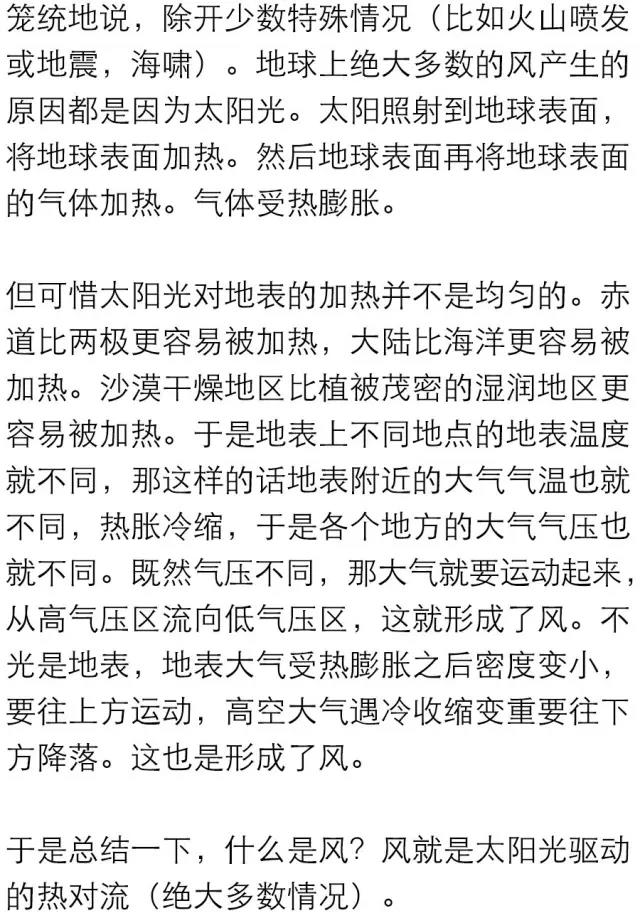 笼统地说，除开少数特殊情况（比如火山喷发
或地震，海啸）。地球上绝大多数的风产生的
原因都是因为太阳光。太阳照射到地球表面，
将地球表面加热。然后地球表面再将地球表面
的气体加热。气体受热膨胀。
但可惜太阳光对地表的加热并不是均匀的。赤
道比两极更容易被加热，大陆比海洋更容易被
加热。沙漠干燥地区比植被茂密的湿润地区更
容易被加热。于是地表上不同地点的地表温度
就不同，那这样的话地表附近的大气气温也就
不同，热胀冷缩，于是各个地方的大气气压也
就不同。既然气压不同，那大气就要运动起来，
从高气压区流向低气压区，这就形成了风。不
光是地表，地表大气受热膨胀之后密度变小，
要往上方运动，高空大气遇冷收缩变重要往下
方降落。这也是形成了风。
于是总结一下，什么是风？风就是太阳光驱动
的热对流（绝大多数情况）。